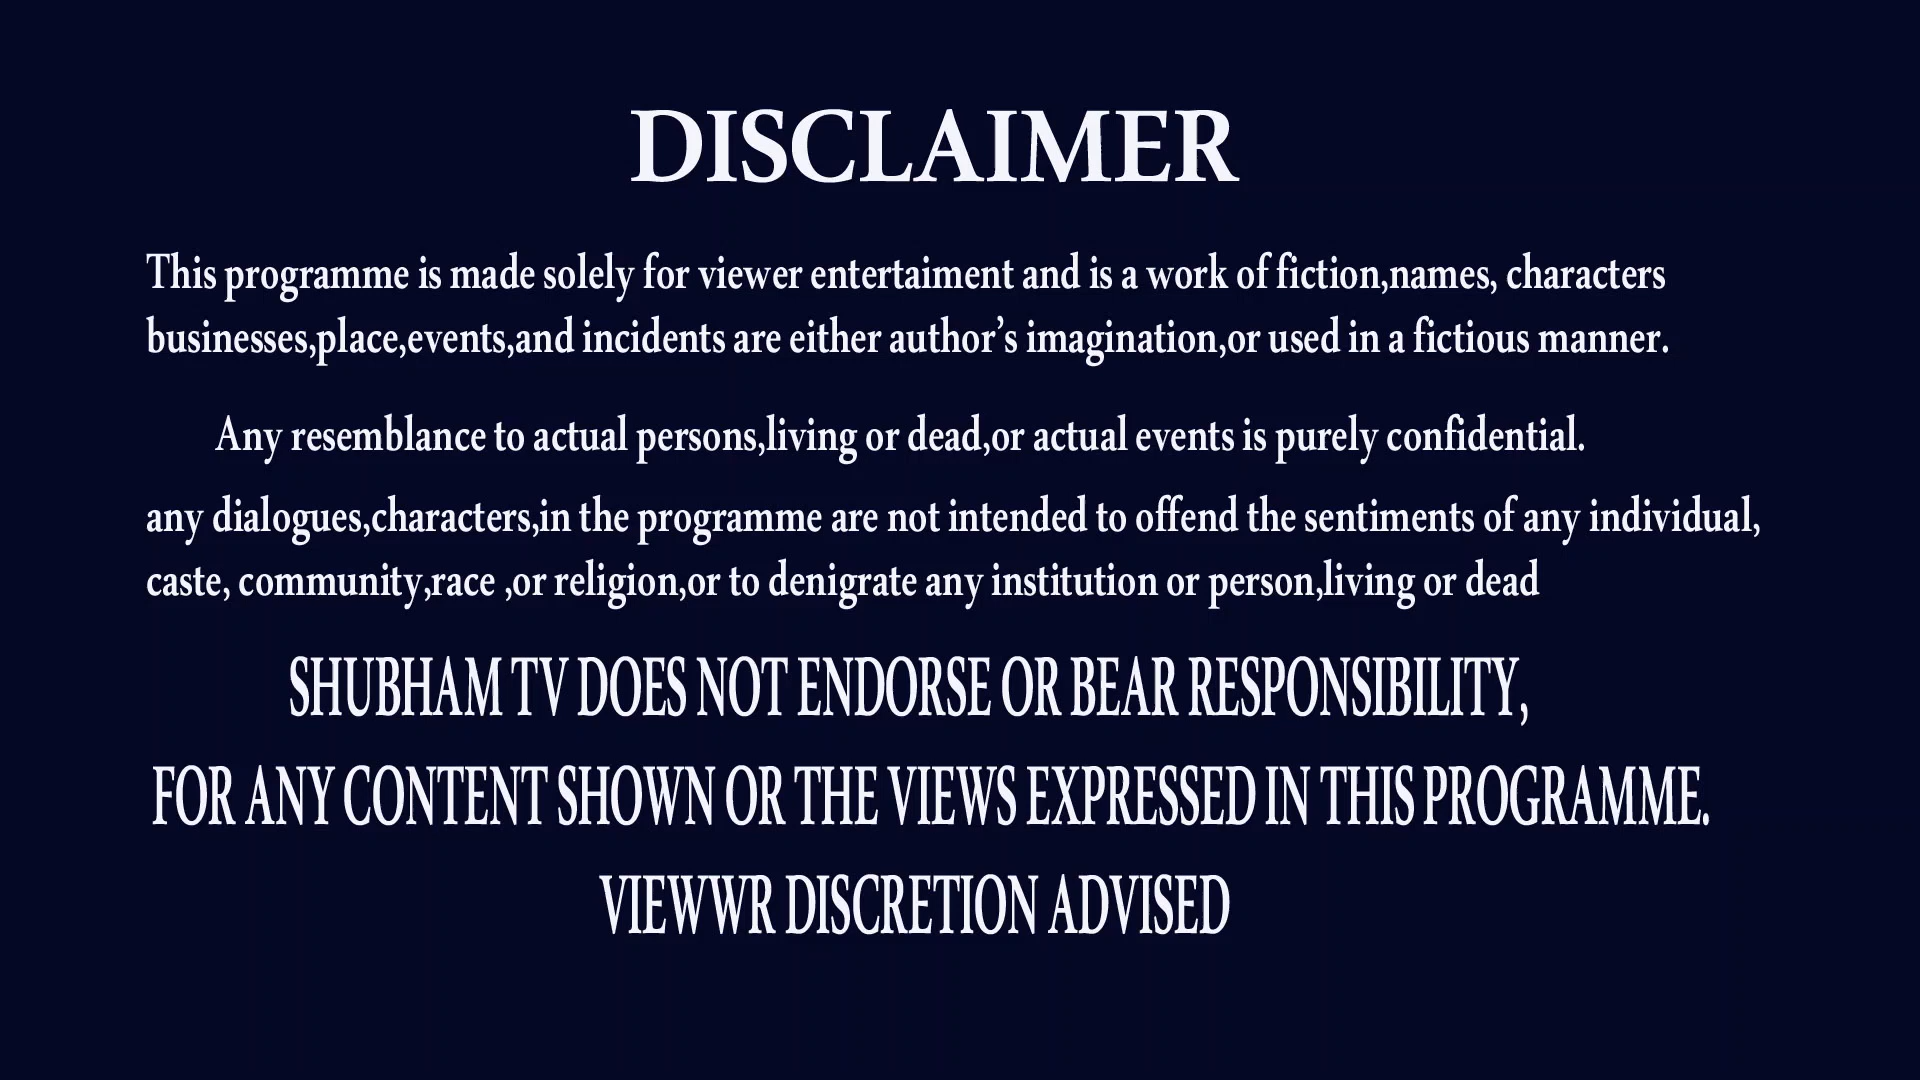 DISCLAIMER
This programme is made solely for viewer entertaiment and is a work of fiction,names, characters
businesses,place,events,and incidents are either author’s imagination,or used in a fictious manner.
Any resemblance to actual persons,living or dead,or actual events is purely confidential.
any dialogues,characters,in the programme are not intended to offend the sentiments of any individual,
caste, community,race ,or religion,or to denigrate any institution or person,living or dead
SHUBHAM TV DOES NOT ENDORSE OR BEAR RESPONSIBILITY,
FOR ANY CONTENT SHOWN OR THE VIEWS EXPRESSED IN THIS PROGRAMME.
VIEWWR DISCRETION ADVISED